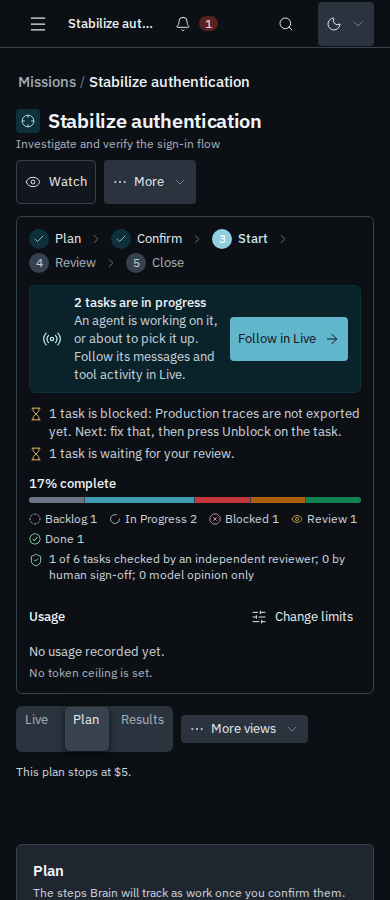 Stabilize aut...
1
Missions / Stabilize authentication
Stabilize authentication
Investigate and verify the sign-in flow
Watch
More
Plan
Confirm
3 Start
4 Review
5 Close
2 tasks are in progress
An agent is working on it,
or about to pick it up.
Follow its messages and
tool activity in Live.
Follow in Live
1 task is blocked: Production traces are not exported
yet. Next: fix that, then press Unblock on the task.
1 task is waiting for your review.
17% complete
Backlog 1 In Progress 2 Blocked 1 Review 1
Done 1
1 of 6 tasks checked by an independent reviewer; 0 by
human sign-off; 0 model opinion only
Usage
Change limits
No usage recorded yet.
No token ceiling is set.
Live Plan Results
More views
This plan stops at $5.
Plan
The steps Brain will track as work once you confirm them.